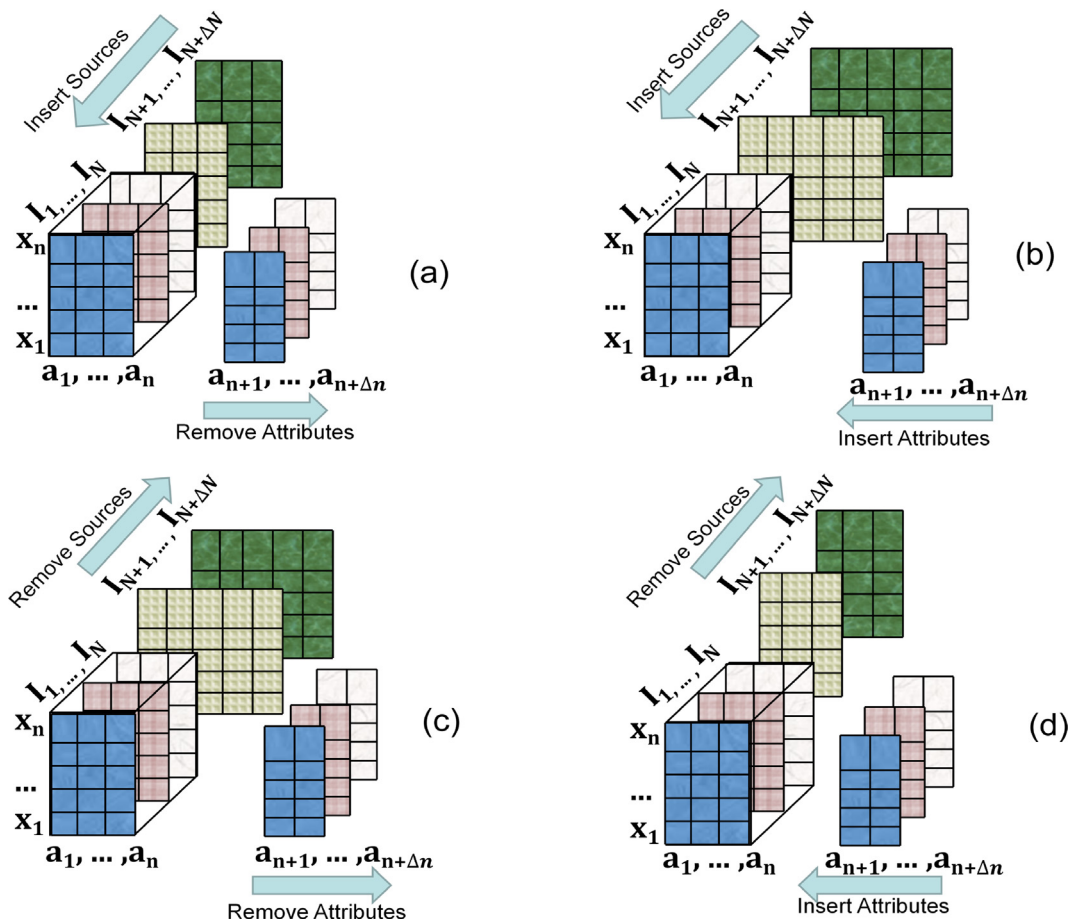 Insert Sources
I_{N+1}, ..., I_{N+ΔN}
I_1, ..., I_N
x_n
...
x_1
a_1, ... ,a_n
a_{n+1}, ... ,a_{n+Δn}
Remove Attributes
(a)
Insert Sources
I_{N+1}, ..., I_{N+ΔN}
I_1, ..., I_N
x_n
...
x_1
a_1, ... ,a_n
a_{n+1}, ... ,a_{n+Δn}
Insert Attributes
(b)
Remove Sources
I_{N+1}, ..., I_{N+ΔN}
I_1, ..., I_N
x_n
...
x_1
a_1, ... ,a_n
a_{n+1}, ... ,a_{n+Δn}
Remove Attributes
(c)
Remove Sources
I_{N+1}, ..., I_{N+ΔN}
I_1, ..., I_N
x_n
...
x_1
a_1, ... ,a_n
a_{n+1}, ... ,a_{n+Δn}
Insert Attributes
(d)